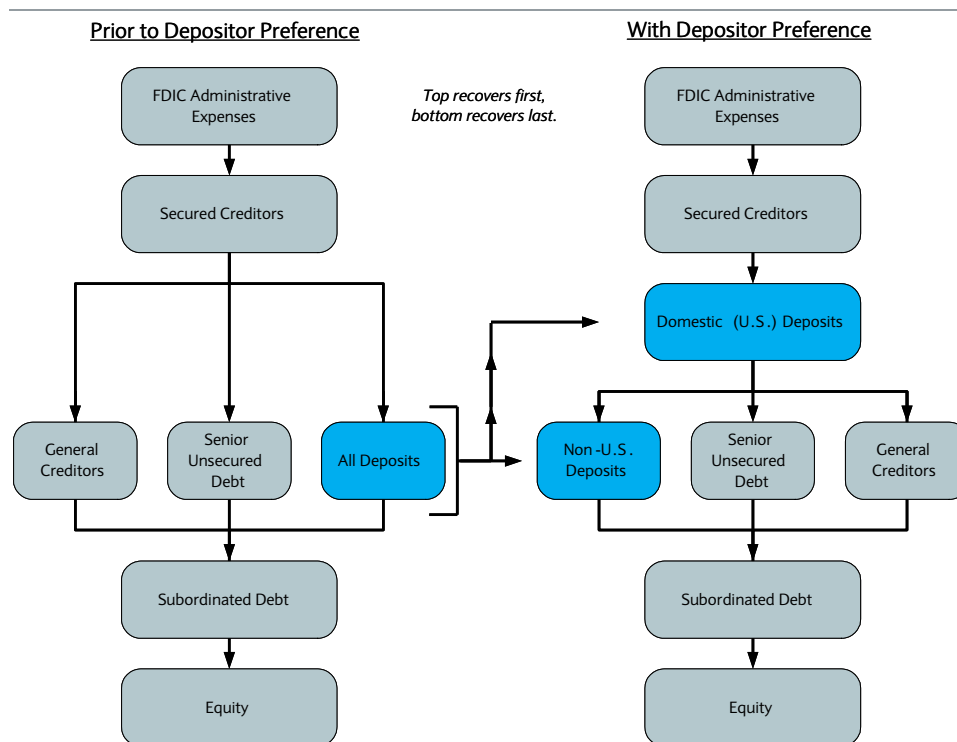 Prior to Depositor Preference
With Depositor Preference
FDIC Administrative
Expenses
Top recovers first,
bottom recovers last.
FDIC Administrative
Expenses
Secured Creditors
Secured Creditors
Domestic (U.S.) Deposits
General
Creditors
Senior
Unsecured
Debt
All Deposits
Non-U.S.
Deposits
Senior
Unsecured
Debt
General
Creditors
Subordinated Debt
Subordinated Debt
Equity
Equity